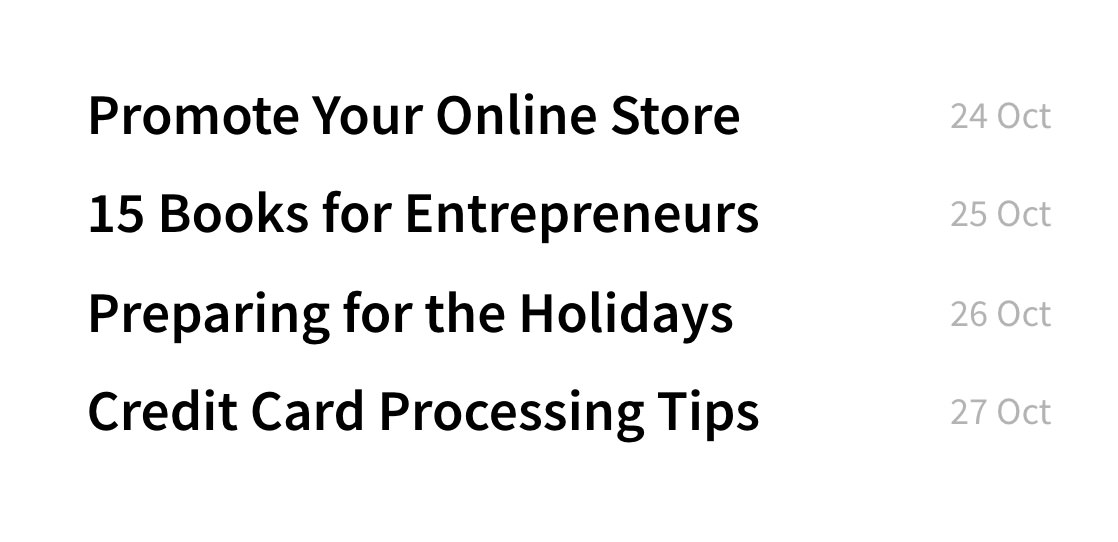 Promote Your Online Store 24 Oct
15 Books for Entrepreneurs 25 Oct
Preparing for the Holidays 26 Oct
Credit Card Processing Tips 27 Oct